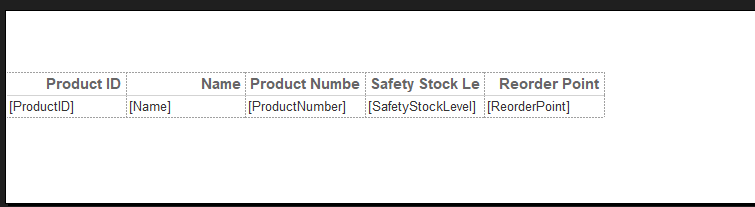 Product ID Name Product Numbe Safety Stock Le Reorder Point
[ProductID] [Name] [ProductNumber] [SafetyStockLevel] [ReorderPoint]